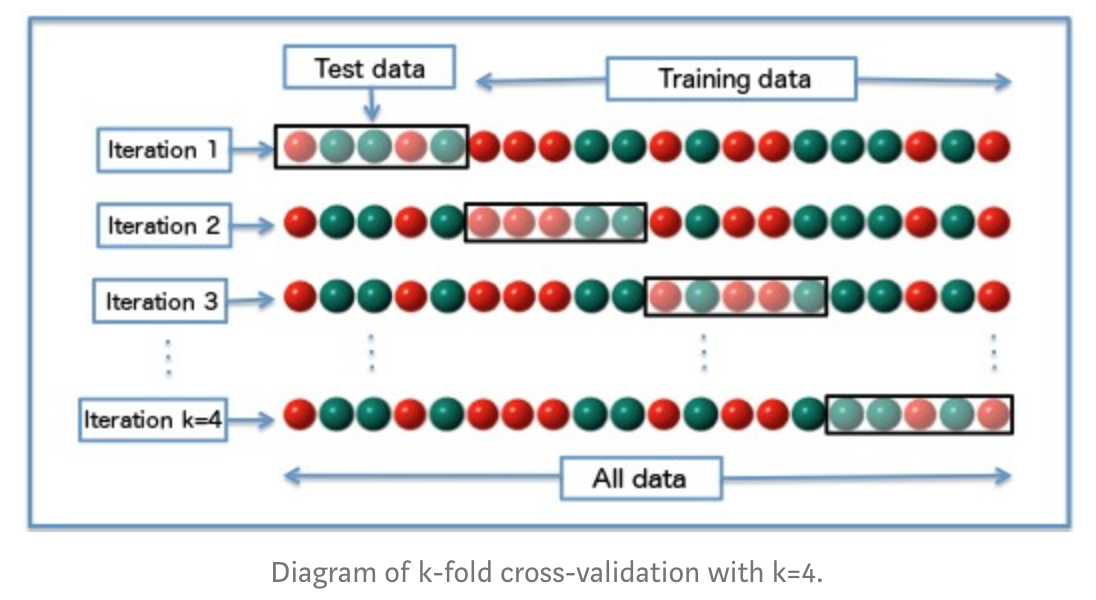 Test data
Training data
Iteration 1
Iteration 2
Iteration 3
Iteration k=4
All data
Diagram of k-fold cross-validation with k=4.